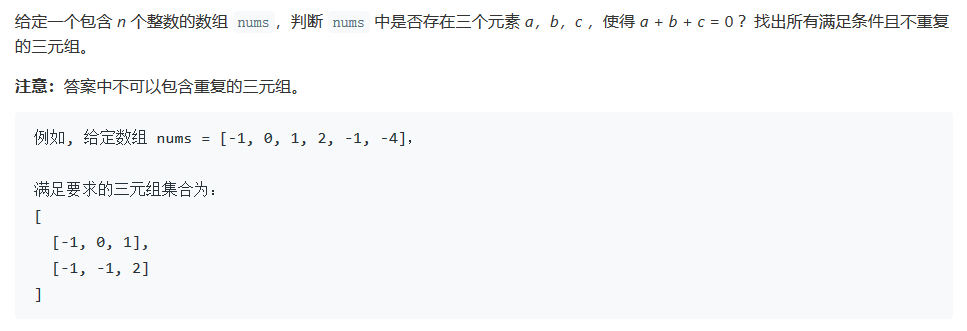 给定一个包含 n 个整数的数组 nums，判断 nums 中是否存在三个元素 a，b，c ，使得 a + b + c = 0 ？找出所有满足条件且不重复
的三元组。
注意：答案中不可以包含重复的三元组。
例如, 给定数组 nums = [-1, 0, 1, 2, -1, -4]，
满足要求的三元组集合为：
[
[-1, 0, 1],
[-1, -1, 2]
]